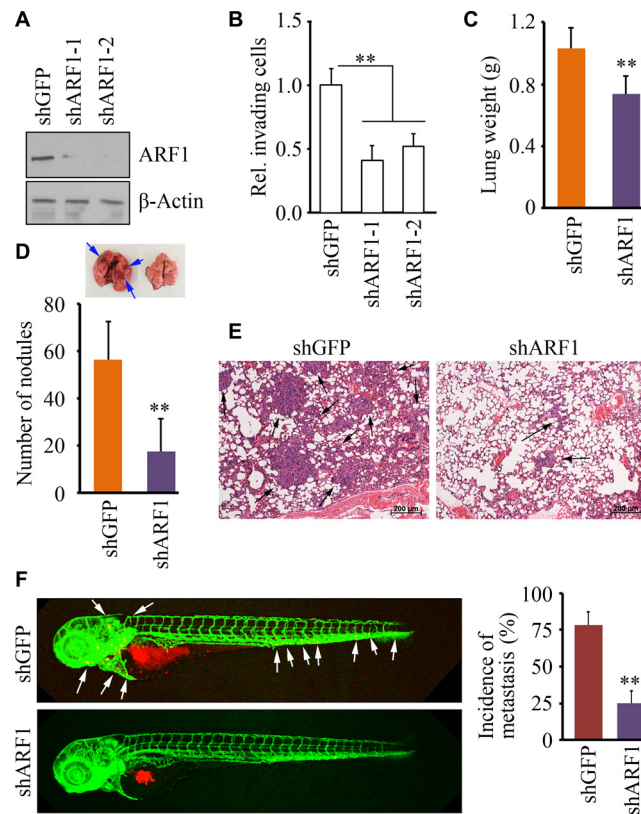 A
shGFP
shARF1-1
shARF1-2
ARF1
β-Actin
B
Rel. invading cells
1.5
1.0
0.5
0.0
**
shGFP
shARF1-1
shARF1-2
C
Lung weight (g)
1.2
0.8
0.4
0
**
shGFP
shARF1
D
Number of nodules
80
60
40
20
0
**
shGFP
shARF1
E
shGFP
shARF1
200 µm
200 µm
F
shGFP
shARF1
Incidence of
metastasis (%)
100
75
50
25
0
**
shGFP
shARF1